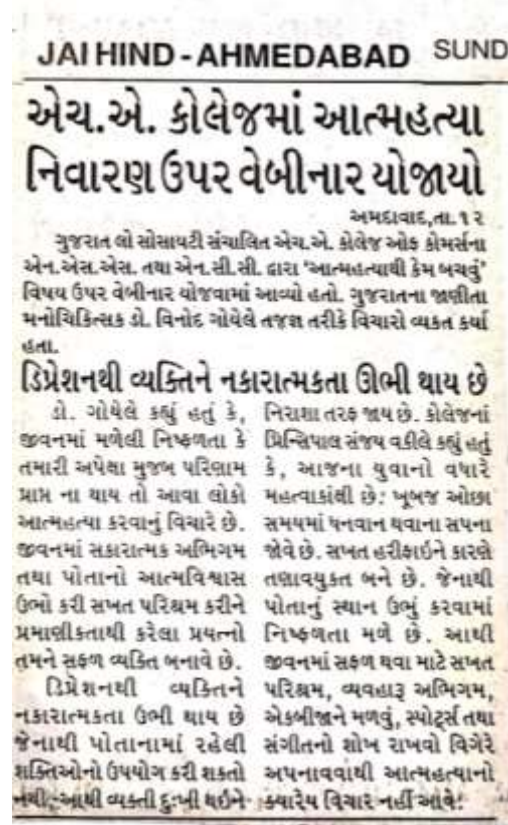 JAI HIND - AHMEDABAD SUND
એચ.એ. કોલેજમાં આત્મહત્યા
નિવારણ ઉપર વેબીનાર યોજાયો
અમદાવાદ,તા.૧૨
ગુજરાત લો સોસાયટી સંચાલિત એચ.એ. કોલેજ ઓફ કોમર્સના
એન.એસ.એસ. તથા એન.સી.સી. દ્વારા ‘આત્મહત્યાથી કેમ બચવું’
વિષય ઉપર વેબીનાર યોજવામાં આવ્યો હતો. ગુજરાતના જાણીતા
મનોચિકિત્સક ડો. વિનોદ ગોયેલે તજજ્ઞ તરીકે વિચારો વ્યકત કર્યા
હતા.
ડિપ્રેશનથી વ્યક્તિને નકારાત્મકતા ઊભી થાય છે
ડો. ગોયેલે કહ્યું હતું કે,
જીવનમાં મળેલી નિષ્ફળતા કે
તમારી અપેક્ષા મુજબ પરિણામ
પ્રાપ્ત ના થાય તો આવા લોકો
આત્મહત્યા કરવાનું વિચારે છે.
જીવનમાં સકારાત્મક અભિગમ
તથા પોતાનો આત્મવિશ્વાસ
ઉભો કરી સખત પરિશ્રમ કરીને
પ્રમાણીકતાથી કરેલા પ્રયત્નો
તમને સફળ વ્યકિત બનાવે છે.
ડિપ્રેશનથી વ્યકિતને
નકારાત્મકતા ઉભી થાય છે
જેનાથી પોતાનામાં રહેલી
શક્તિઓનો ઉપયોગ કરી શકતો
નથી. આથી વ્યકતી દુઃખી થઇને
નિરાશા તરફ જાય છે. કોલેજનાં
પ્રિન્સિપાલ સંજય વકીલે કહ્યું હતું
કે, આજના યુવાનો વધારે
મહત્વાકાંક્ષી છે. ખૂબજ ઓછા
સમયમાં ધનવાન થવાના સપના
જોવે છે. સખત હરીફાઇને કારણે
તણાવયુકત બને છે. જેનાથી
પોતાનું સ્થાન ઉભું કરવામાં
નિષ્ફળતા મળે છે. આથી
જીવનમાં સફળ થવા માટે સખત
પરિશ્રમ, વ્યવહારૂ અભિગમ,
એકબીજાને મળવું, સ્પોર્ટ્સ તથા
સંગીતનો શોખ રાખવો વિગેરે
અપનાવવાથી આત્મહત્યાનો
ક્યારેય વિચાર નહીં આવે.